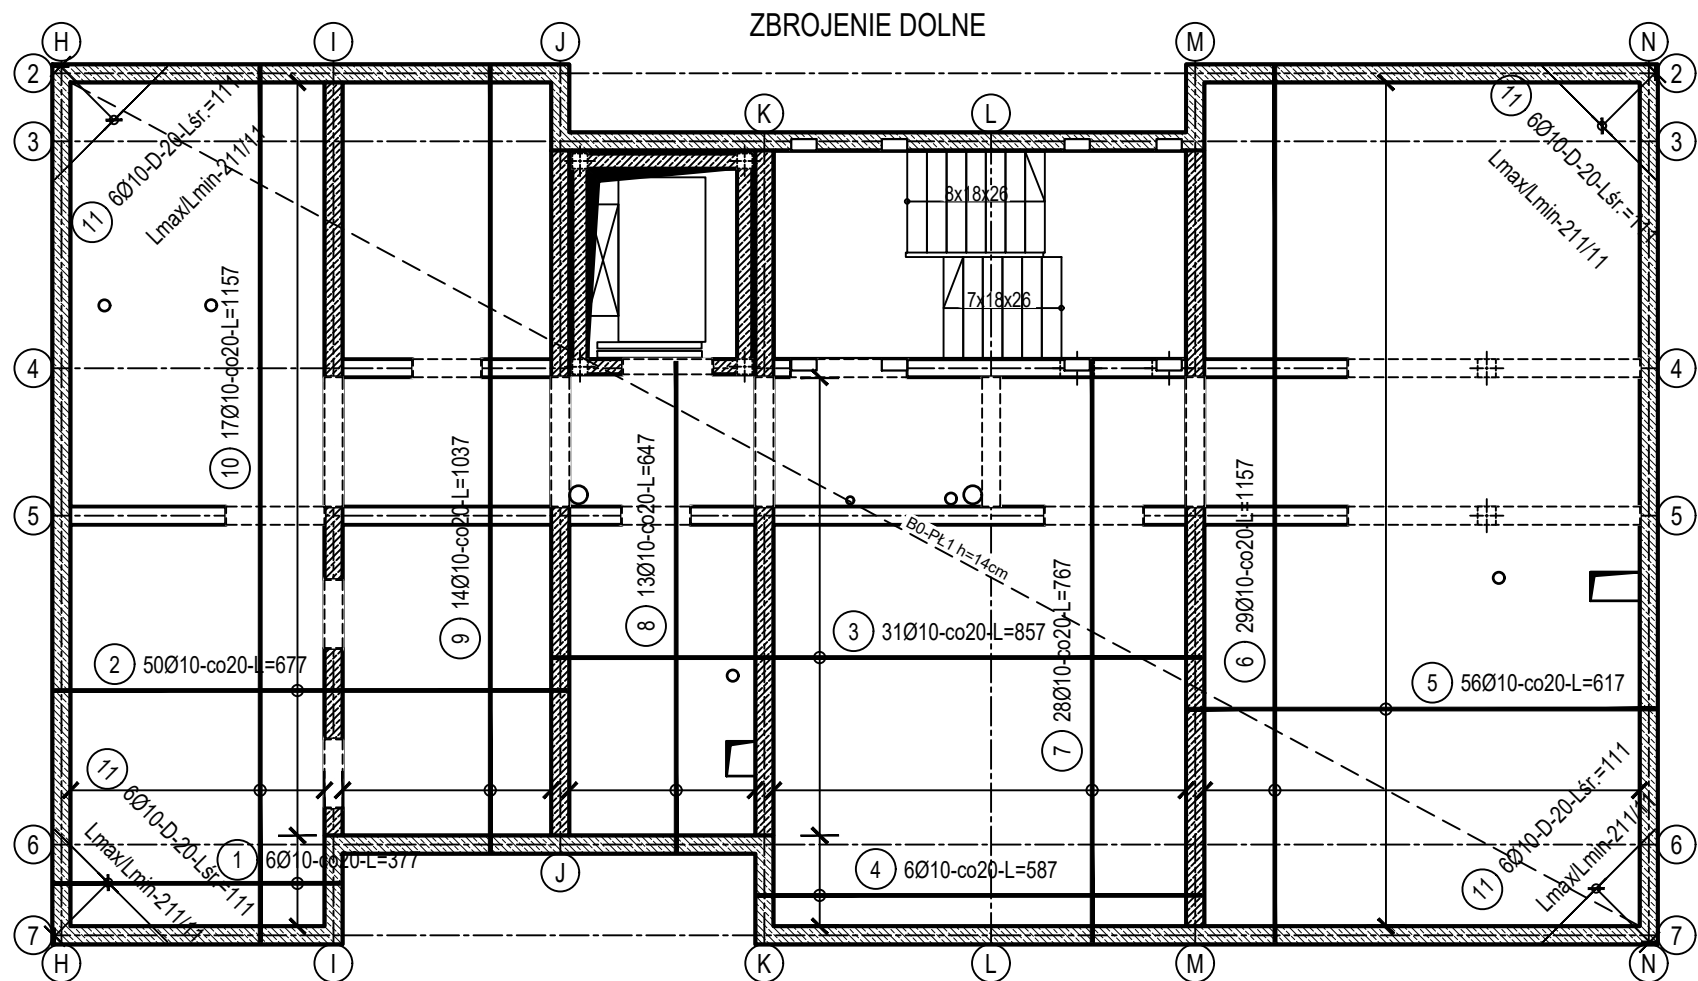 ZBROJENIE DOLNE
H
I
J
M
N
2
2
K
L
3
3
11 6Ø10-D-20-Lśr.=111
Lmax/Lmin-211/11
11 6Ø10-D-20-Lśr.=111
Lmax/Lmin-211/11
8x18x26
7x18x26
4
4
10 17Ø10-co20-L=1157
9 14Ø10-co20-L=1037
8 13Ø10-co20-L=647
7 28Ø10-co20-L=767
6 29Ø10-co20-L=1157
5
5
B0-PŁ1 h=14cm
3 31Ø10-co20-L=857
2 50Ø10-co20-L=677
5 56Ø10-co20-L=617
11 6Ø10-D-20-Lśr.=111
Lmax/Lmin-211/11
11 6Ø10-D-20-Lśr.=111
Lmax/Lmin-211/11
6
6
1 6Ø10-co20-L=377
J
4 6Ø10-co20-L=587
7
7
H
I
K
L
M
N